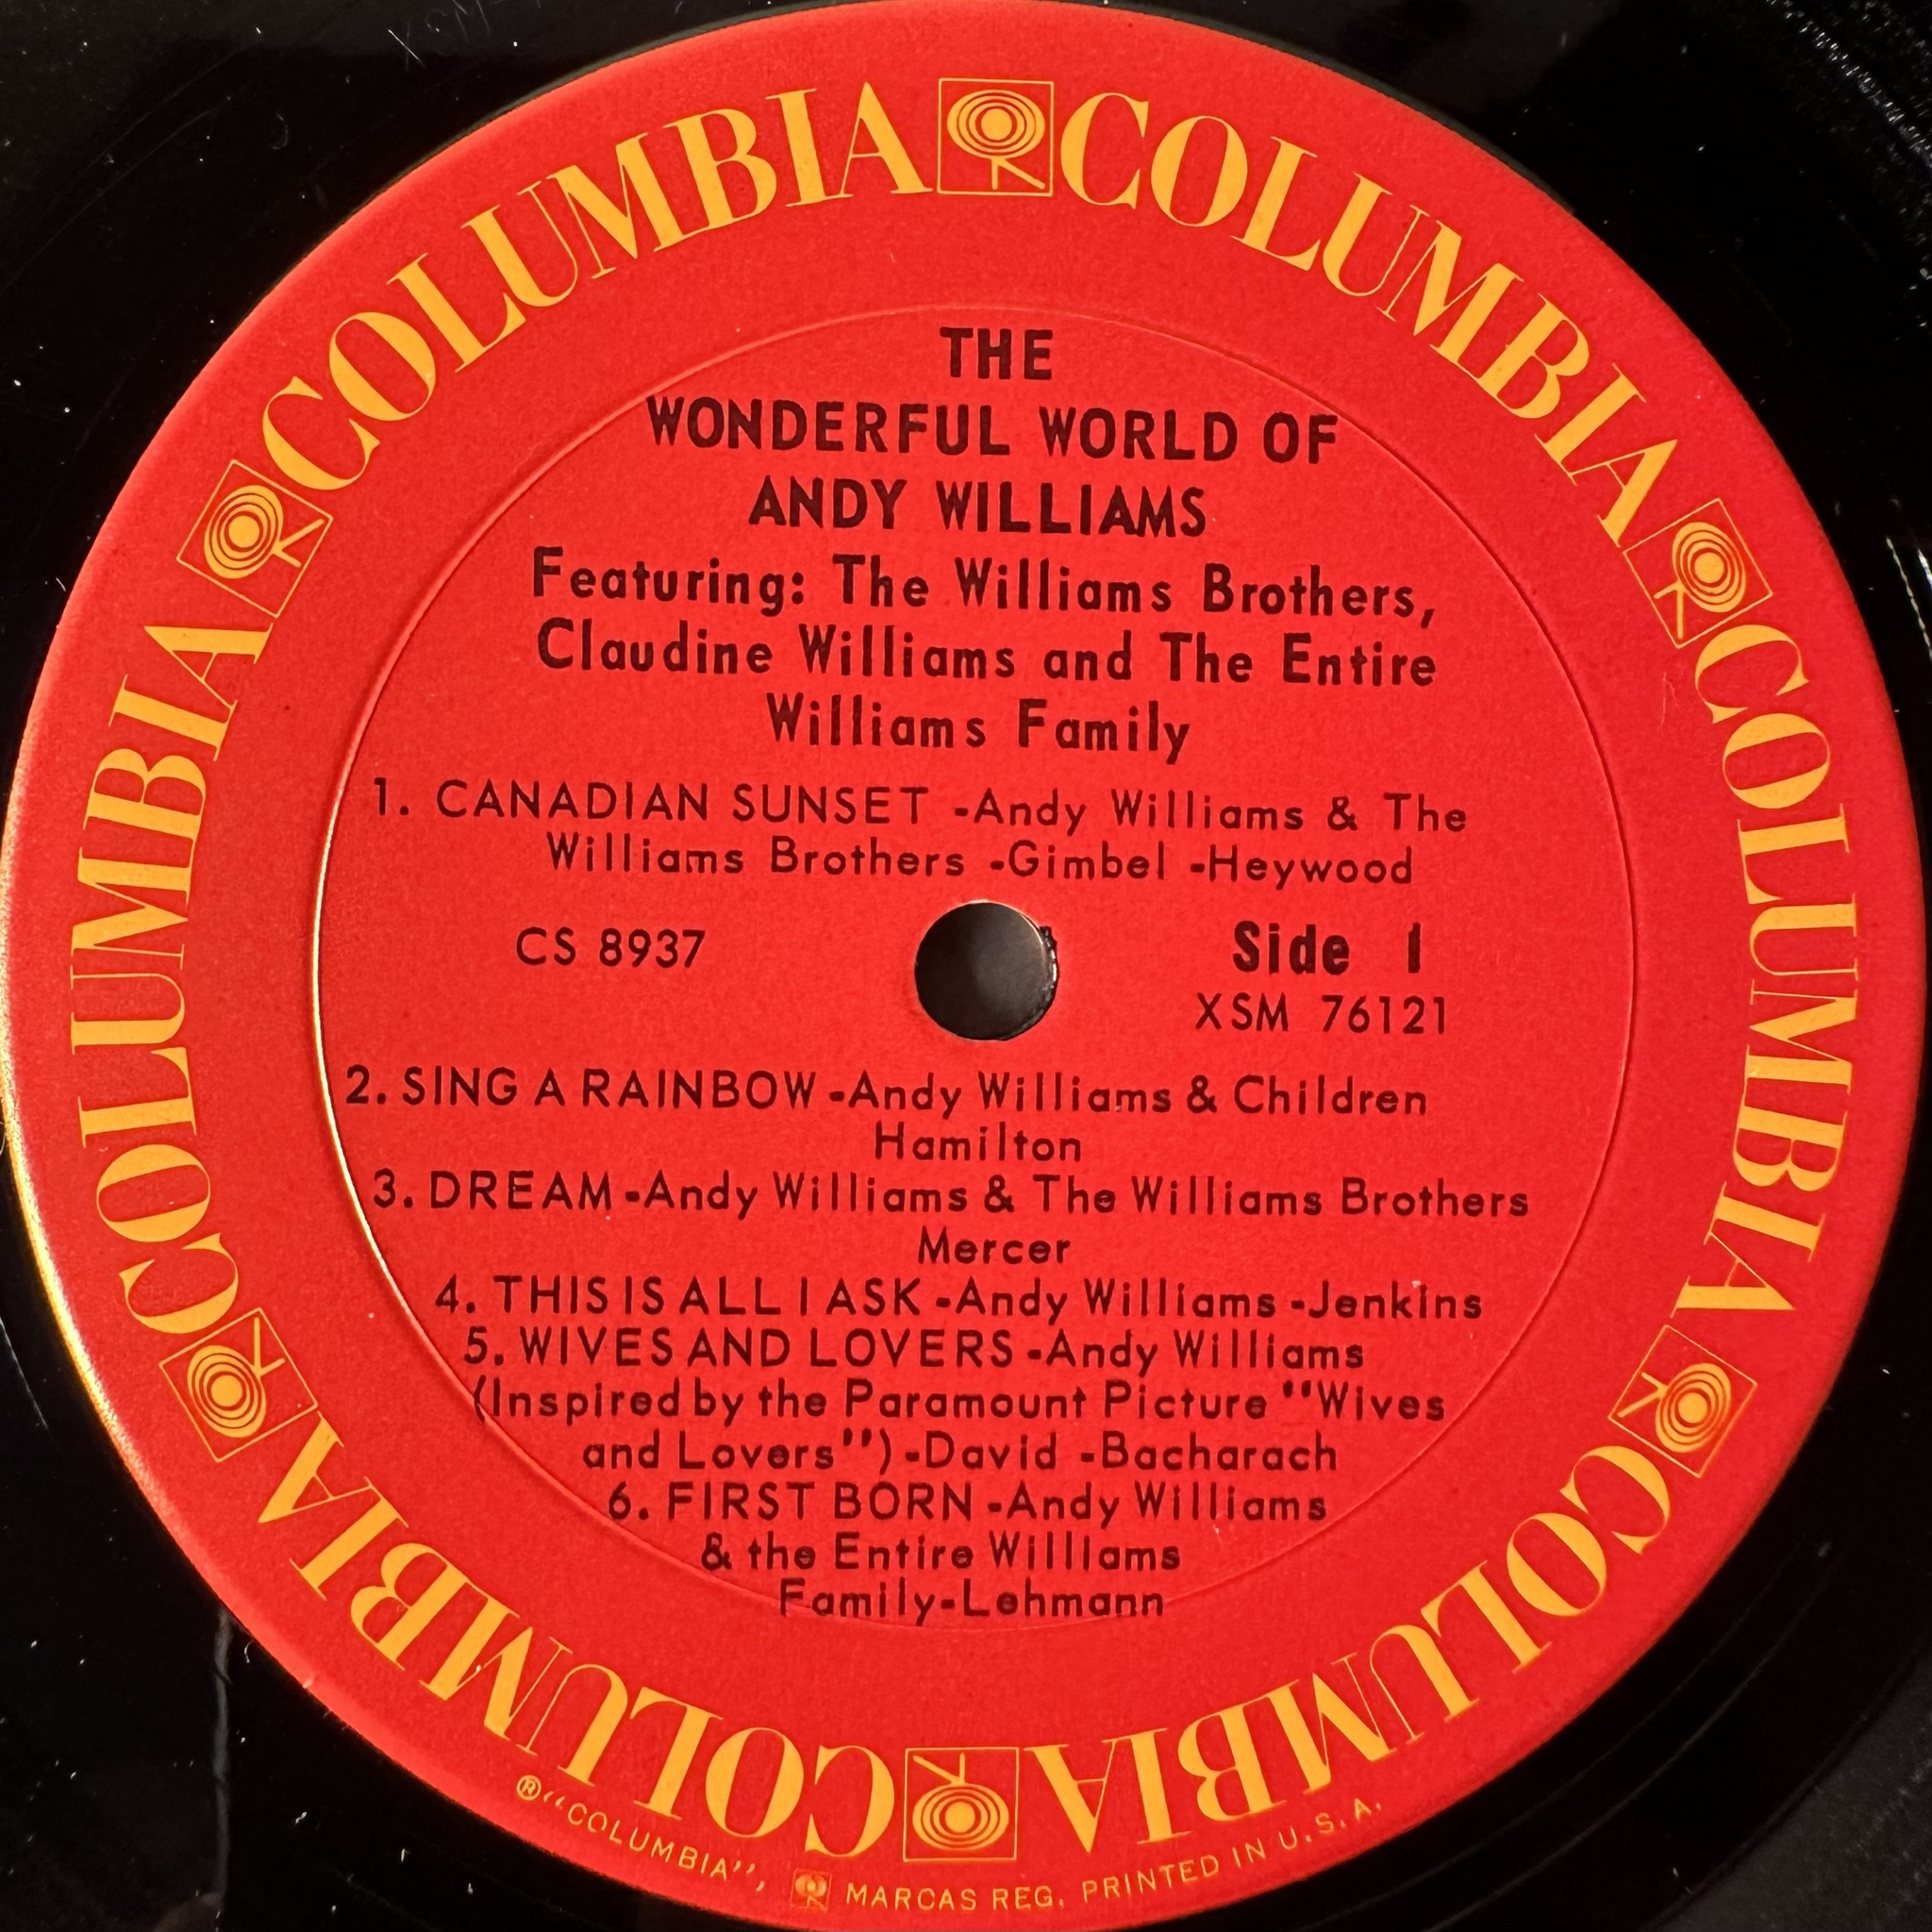 COLUMBIA COLUMBIA COLUMBIA COLUMBIA COLUMBIA COLUMBIA
THE
WONDERFUL WORLD OF
ANDY WILLIAMS
Featuring: The Williams Brothers,
Claudine Williams and The Entire
Williams Family
1. CANADIAN SUNSET -Andy Williams & The
Williams Brothers -Gimbel -Heywood
CS 8937 Side 1
XSM 76121
2. SING A RAINBOW -Andy Williams & Children
Hamilton
3. DREAM -Andy Williams & The Williams Brothers
Mercer
4. THIS IS ALL I ASK -Andy Williams -Jenkins
5. WIVES AND LOVERS -Andy Williams
(Inspired by the Paramount Picture "Wives
and Lovers") -David -Bacharach
6. FIRST BORN -Andy Williams
& the Entire Williams
Family-Lehmann
® "COLUMBIA", MARCAS REG. PRINTED IN U.S.A.